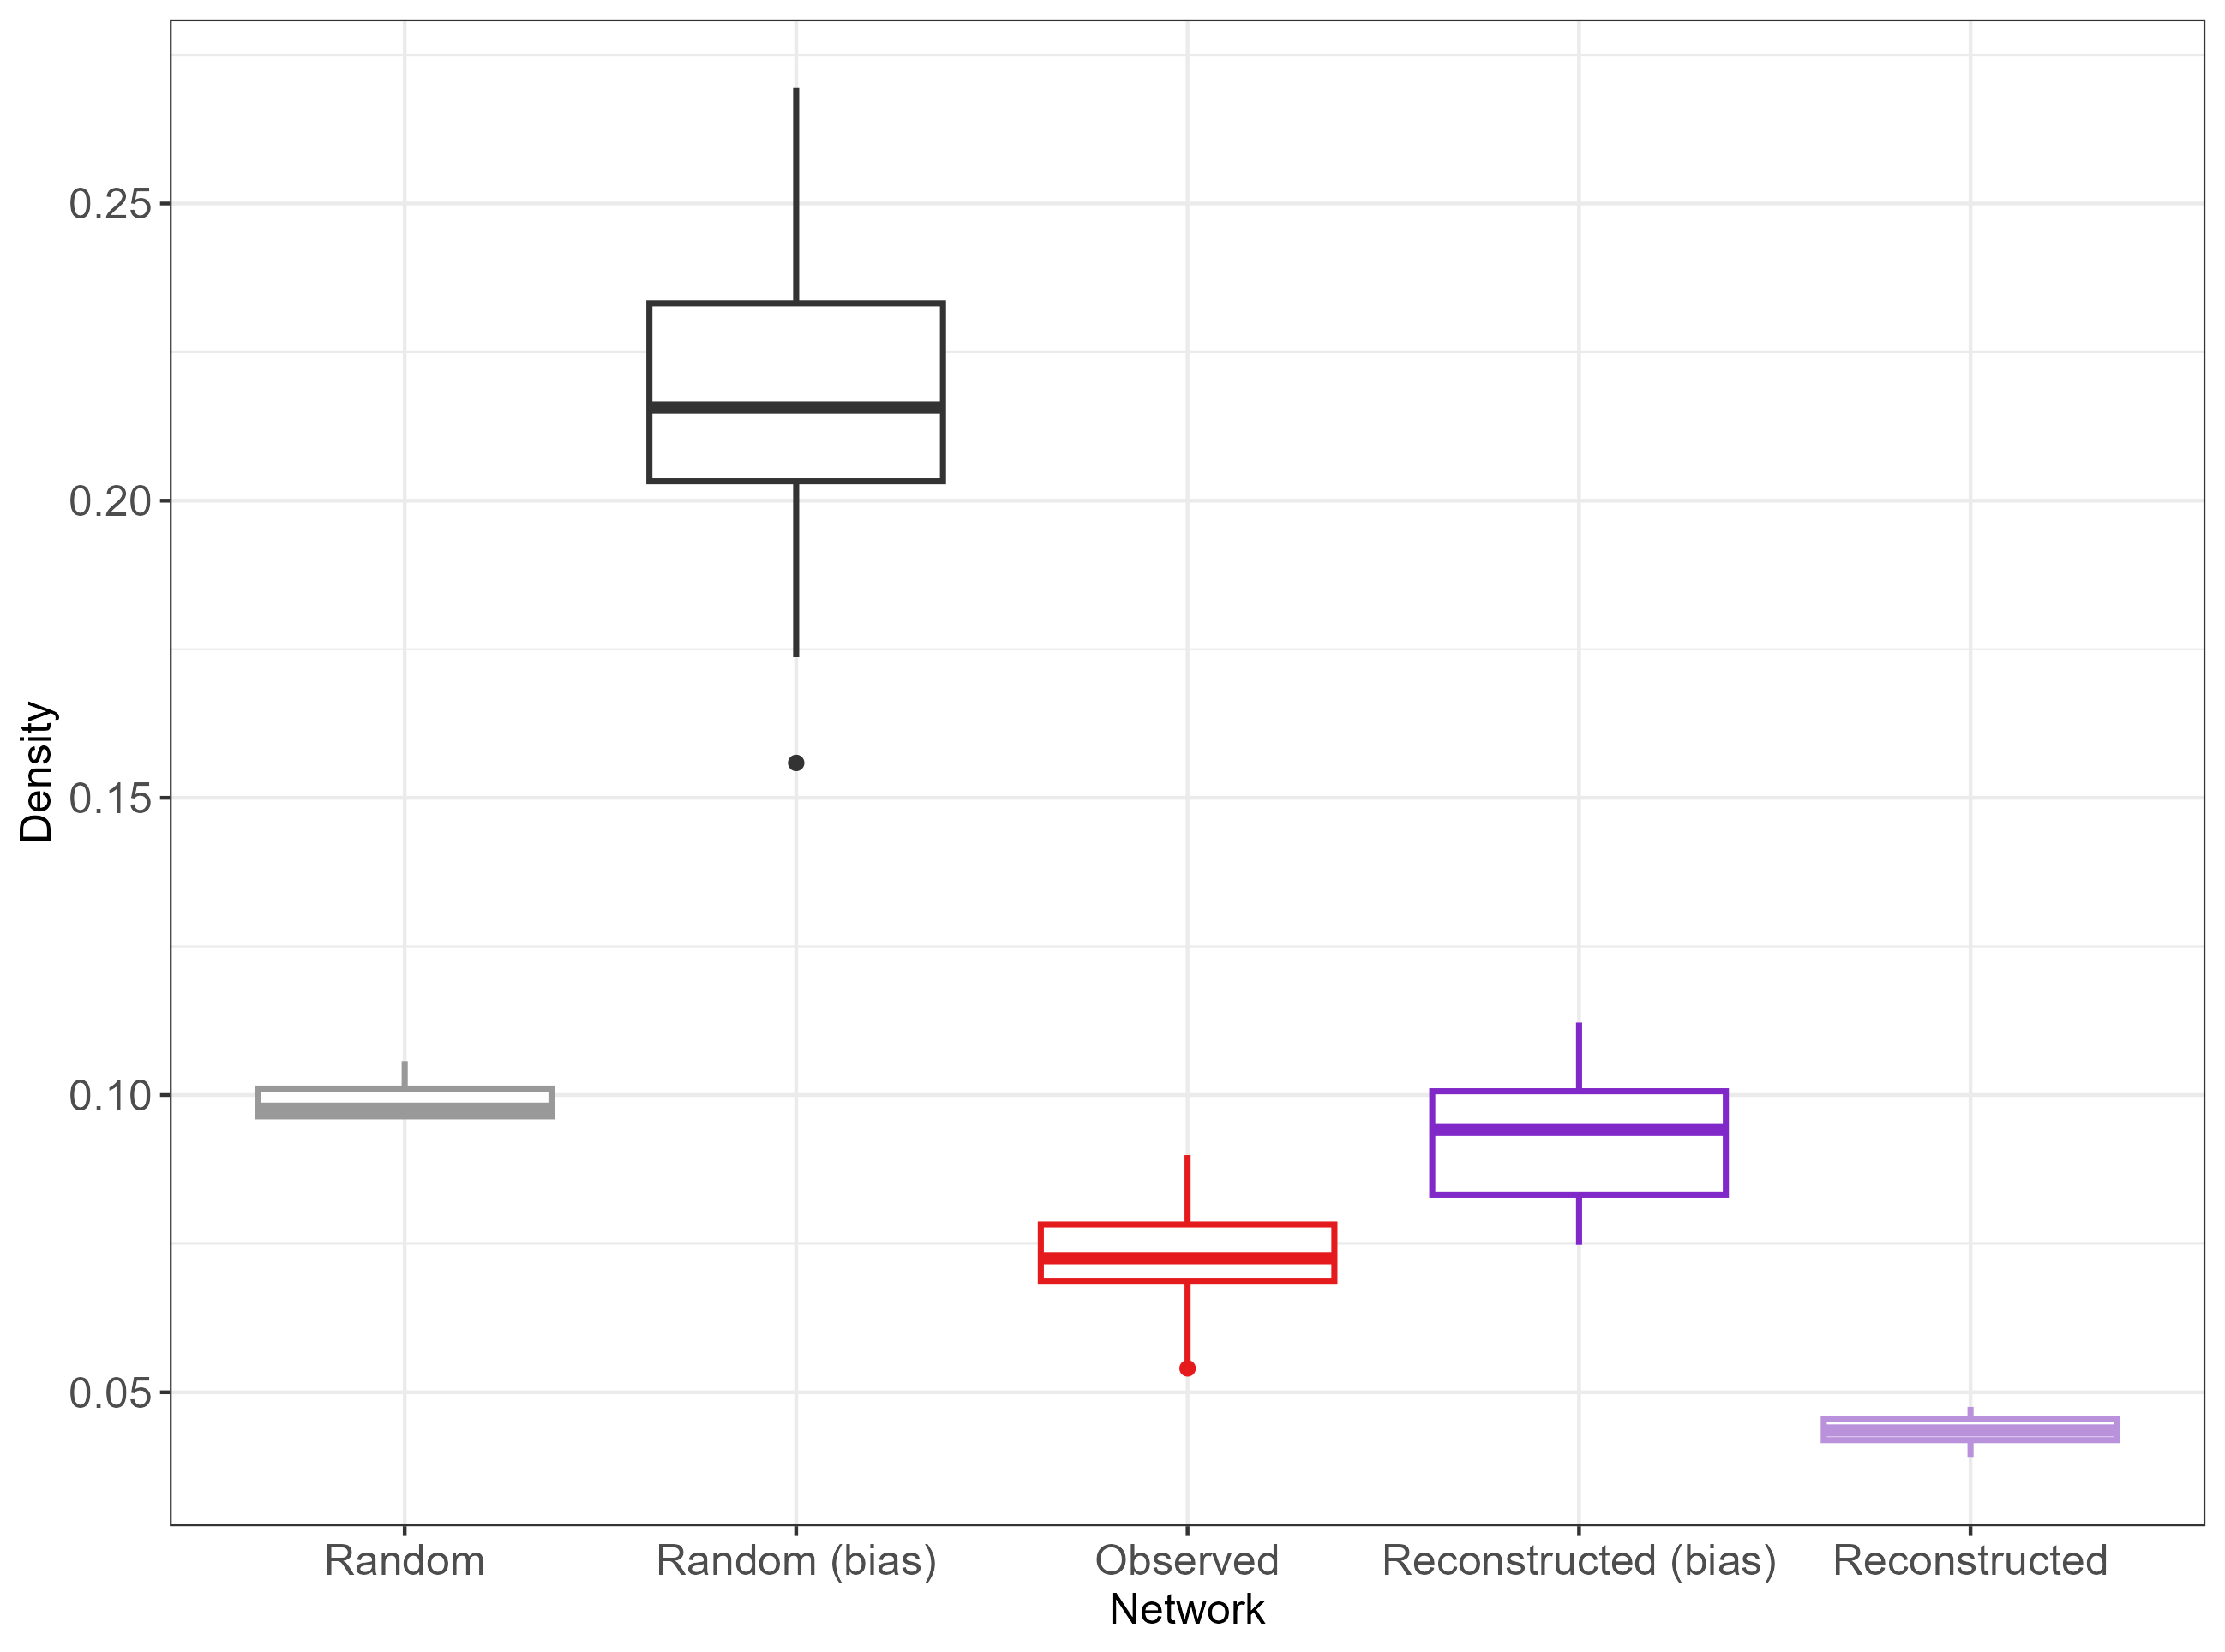 Density
0.25
0.20
0.15
0.10
0.05
Random Random (bias) Observed Reconstructed (bias) Reconstructed
Network